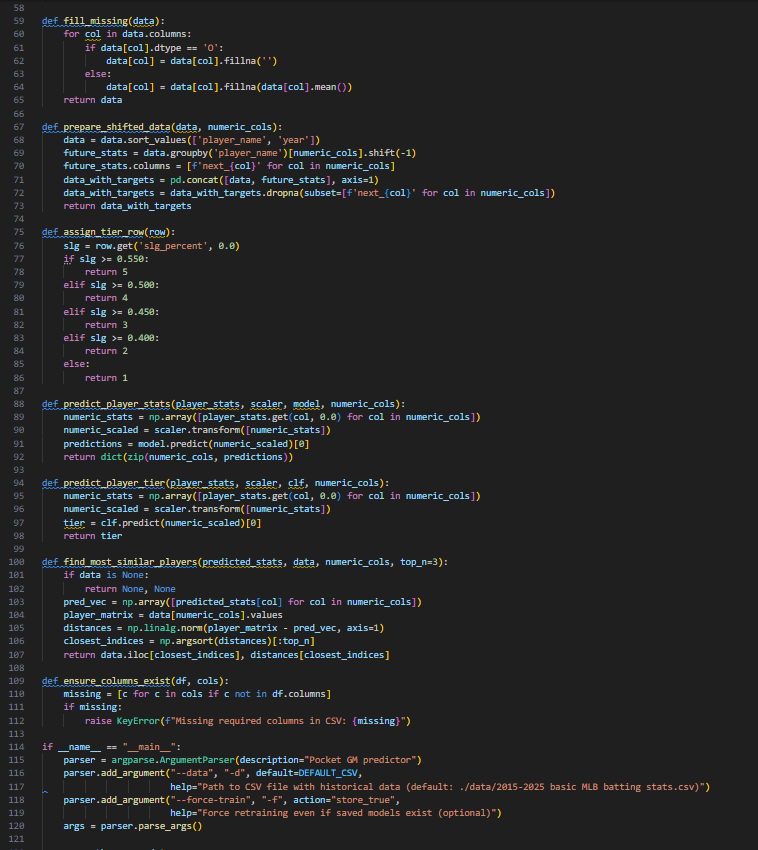 58
59 def fill_missing(data):
60     for col in data.columns:
61         if data[col].dtype == 'O':
62             data[col] = data[col].fillna('')
63         else:
64             data[col] = data[col].fillna(data[col].mean())
65     return data
66
67 def prepare_shifted_data(data, numeric_cols):
68     data = data.sort_values(['player_name', 'year'])
69     future_stats = data.groupby('player_name')[numeric_cols].shift(-1)
70     future_stats.columns = [f'next_{col}' for col in numeric_cols]
71     data_with_targets = pd.concat([data, future_stats], axis=1)
72     data_with_targets = data_with_targets.dropna(subset=[f'next_{col}' for col in numeric_cols])
73     return data_with_targets
74
75 def assign_tier_row(row):
76     slg = row.get('slg_percent', 0.0)
77     if slg >= 0.550:
78         return 5
79     elif slg >= 0.500:
80         return 4
81     elif slg >= 0.450:
82         return 3
83     elif slg >= 0.400:
84         return 2
85     else:
86         return 1
87
88 def predict_player_stats(player_stats, scaler, model, numeric_cols):
89     numeric_stats = np.array([player_stats.get(col, 0.0) for col in numeric_cols])
90     numeric_scaled = scaler.transform([numeric_stats])
91     predictions = model.predict(numeric_scaled)[0]
92     return dict(zip(numeric_cols, predictions))
93
94 def predict_player_tier(player_stats, scaler, clf, numeric_cols):
95     numeric_stats = np.array([player_stats.get(col, 0.0) for col in numeric_cols])
96     numeric_scaled = scaler.transform([numeric_stats])
97     tier = clf.predict(numeric_scaled)[0]
98     return tier
99
100 def find_most_similar_players(predicted_stats, data, numeric_cols, top_n=3):
101     if data is None:
102         return None, None
103     pred_vec = np.array([predicted_stats[col] for col in numeric_cols])
104     player_matrix = data[numeric_cols].values
105     distances = np.linalg.norm(player_matrix - pred_vec, axis=1)
106     closest_indices = np.argsort(distances)[:top_n]
107     return data.iloc[closest_indices], distances[closest_indices]
108
109 def ensure_columns_exist(df, cols):
110     missing = [c for c in cols if c not in df.columns]
111     if missing:
112         raise KeyError(f"Missing required columns in CSV: {missing}")
113
114 if __name__ == "__main__":
115     parser = argparse.ArgumentParser(description="Pocket GM predictor")
116     parser.add_argument("--data", "-d", default=DEFAULT_CSV,
117                         help="Path to CSV file with historical data (default: ./data/2015-2025 basic MLB batting stats.csv)")
118     parser.add_argument("--force-train", "-f", action="store_true",
119                         help="Force retraining even if saved models exist (optional)")
120     args = parser.parse_args()
121